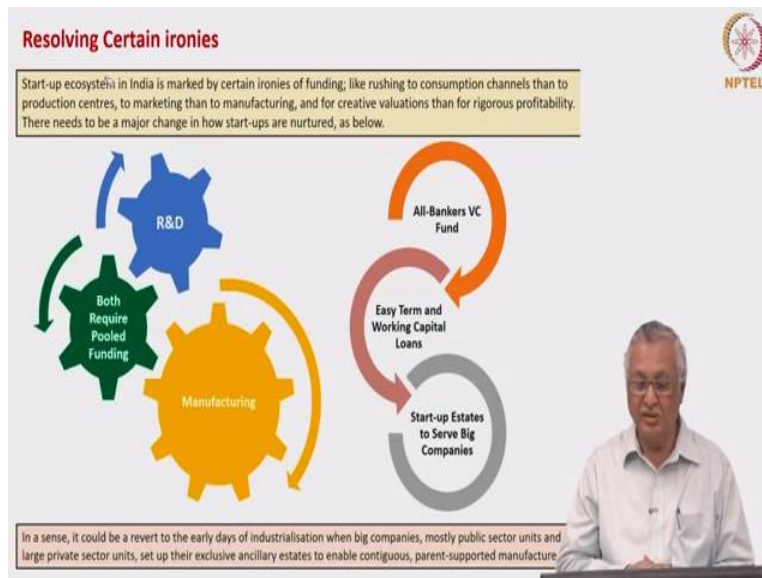 Resolving Certain ironies
NPTEL
Start-up ecosystem in India is marked by certain ironies of funding; like rushing to consumption channels than to
production centres, to marketing than to manufacturing, and for creative valuations than for rigorous profitability.
There needs to be a major change in how start-ups are nurtured, as below.
R&D
Both
Require
Pooled
Funding
Manufacturing
All-Bankers VC
Fund
Easy Term and
Working Capital
Loans
Start-up Estates
to Serve Big
Companies
In a sense, it could be a revert to the early days of industrialisation when big companies, mostly public sector units and
large private sector units, set up their exclusive ancillary estates to enable contiguous, parent-supported manufacture